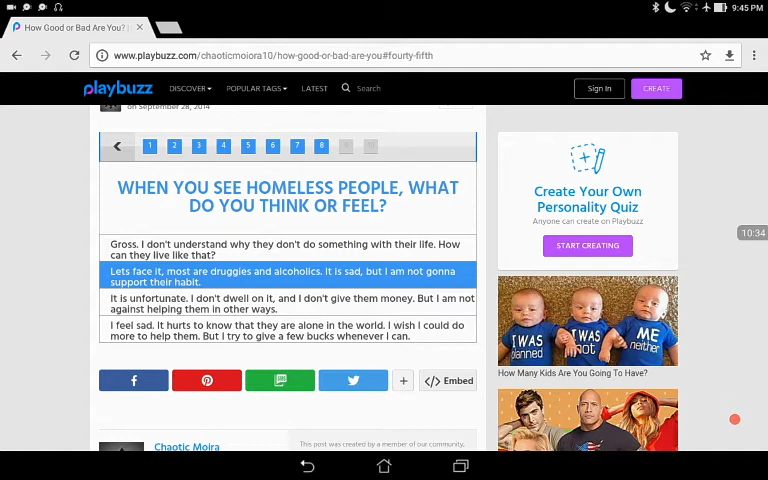 9:45 PM
How Good or Bad Are You? |
www.playbuzz.com/chaoticmoiora10/how-good-or-bad-are-you#fourty-fifth
playbuzz DISCOVER POPULAR TAGS LATEST Search Sign In CREATE
on September 28, 2014
1 2 3 4 5 6 7 8 9 10
WHEN YOU SEE HOMELESS PEOPLE, WHAT
DO YOU THINK OR FEEL?
Gross. I don't understand why they don't do something with their life. How
can they live like that?
Lets face it, most are druggies and alcoholics. It is sad, but I am not gonna
support their habit.
It is unfortunate. I don't dwell on it, and I don't give them money. But I am not
against helping them in other ways.
I feel sad. It hurts to know that they are alone in the world. I wish I could do
more to help them. But I try to give a few bucks whenever I can.
+ </> Embed
Chaotic Moira
This post was created by a member of our community.
Create Your Own
Personality Quiz
Anyone can create on Playbuzz
START CREATING
10:34
I WAS
planned
I WAS
not
ME
neither
How Many Kids Are You Going To Have?